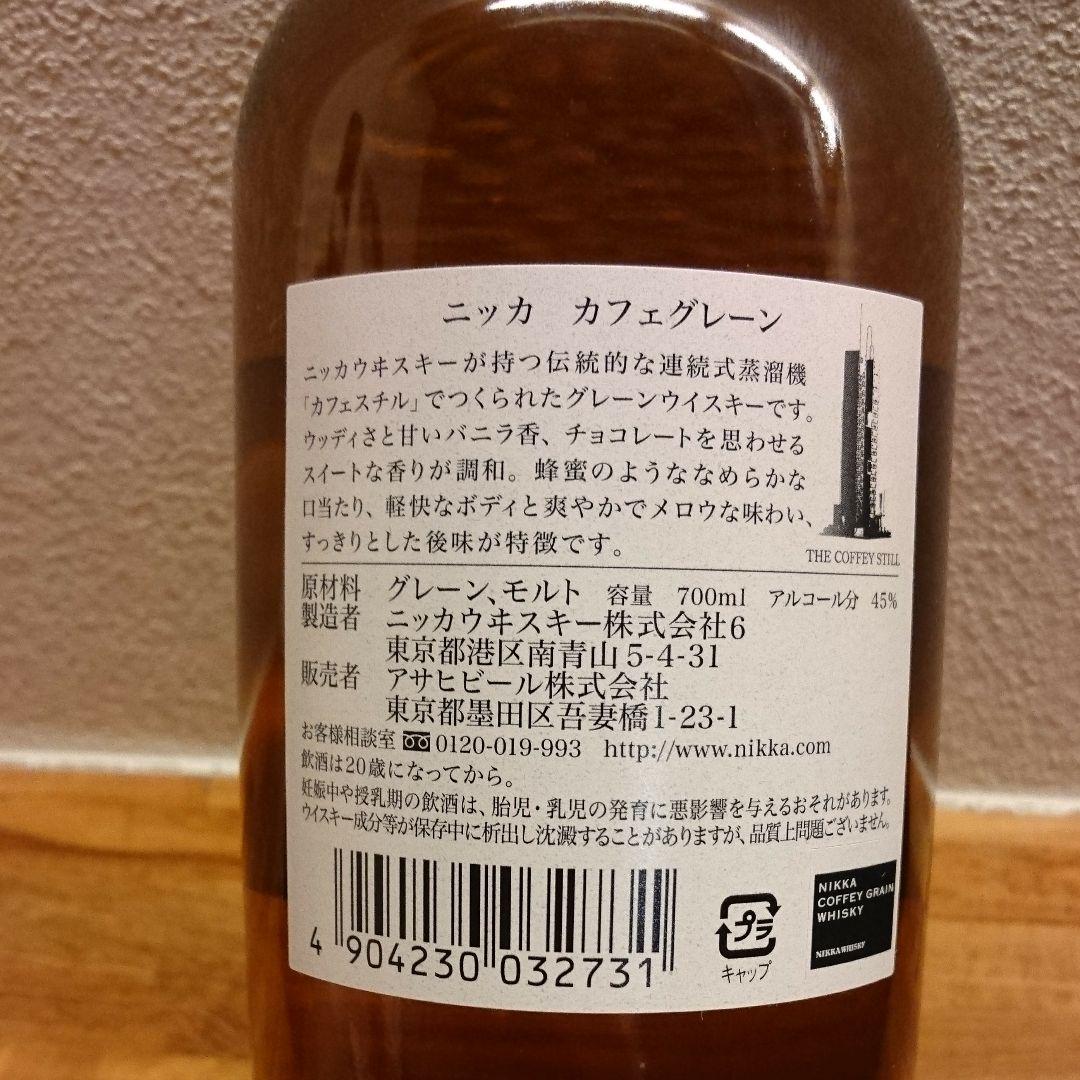 ニッカ　カフェグレーン
ニッカウヰスキーが持つ伝統的な連続式蒸溜機
「カフェスチル」でつくられたグレーンウイスキーです。
ウッディさと甘いバニラ香、チョコレートを思わせる
スイートな香りが調和。蜂蜜のようななめらかな
口当たり、軽快なボディと爽やかでメロウな味わい、
すっきりとした後味が特徴です。
THE COFFEY STILL
原材料　グレーン、モルト　容量　700ml　アルコール分　45%
製造者　ニッカウヰスキー株式会社6
東京都港区南青山5-4-31
販売者　アサヒビール株式会社
東京都墨田区吾妻橋1-23-1
お客様相談室 0120-019-993　http://www.nikka.com
飲酒は20歳になってから。
妊娠中や授乳期の飲酒は、胎児・乳児の発育に悪影響を与えるおそれがあります。
ウイスキー成分等が保存中に析出し沈澱することがありますが、品質上問題ございません。
4 904230 032731
プラ
キャップ
NIKKA
COFFEY GRAIN
WHISKY
NIKKA WHISKY